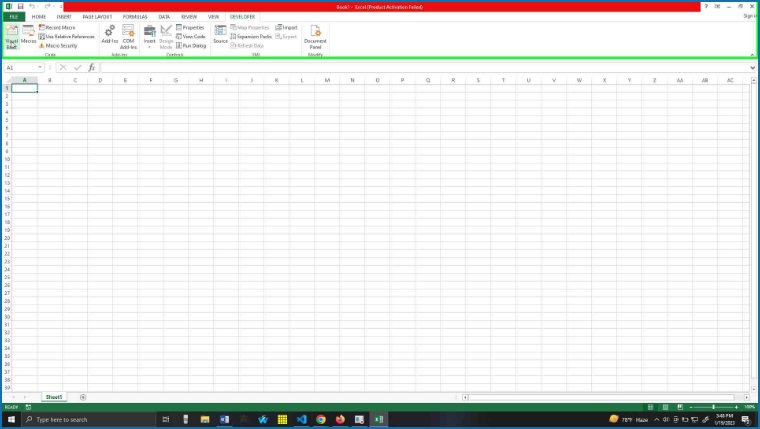 Book1 - Excel (Product Activation Failed)
Sign in
FILE HOME INSERT PAGE LAYOUT FORMULAS DATA REVIEW VIEW DEVELOPER
Visual Basic
Macros
Record Macro
Use Relative References
Macro Security
Code
Add-Ins
COM Add-Ins
Add-Ins
Insert
Design Mode
Properties
View Code
Run Dialog
Controls
Source
Map Properties
Expansion Packs
Refresh Data
Import
Export
XML
Document Panel
Modify
A1
fx
A B C D E F G H I J K L M N O P Q R S T U V W X Y Z AA AB AC
1
2
3
4
5
6
7
8
9
10
11
12
13
14
15
16
17
18
19
20
21
22
23
24
25
26
27
28
29
30
31
32
33
34
35
36
37
38
39
Sheet1
READY
100%
Type here to search
78°F Haze
3:48 PM
1/19/2023